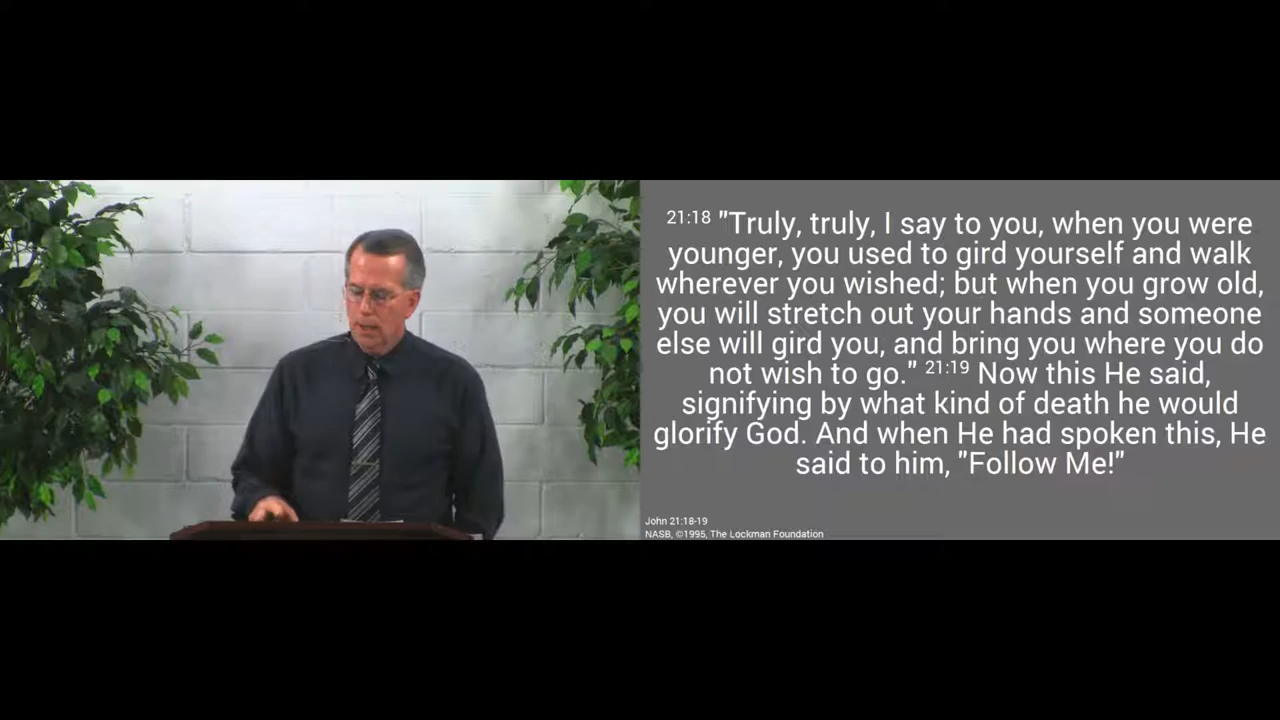 21:18 "Truly, truly, I say to you, when you were
younger, you used to gird yourself and walk
wherever you wished; but when you grow old,
you will stretch out your hands and someone
else will gird you, and bring you where you do
not wish to go." 21:19 Now this He said,
signifying by what kind of death he would
glorify God. And when He had spoken this, He
said to him, "Follow Me!"
John 21:18-19
NASB, ©1995, The Lockman Foundation